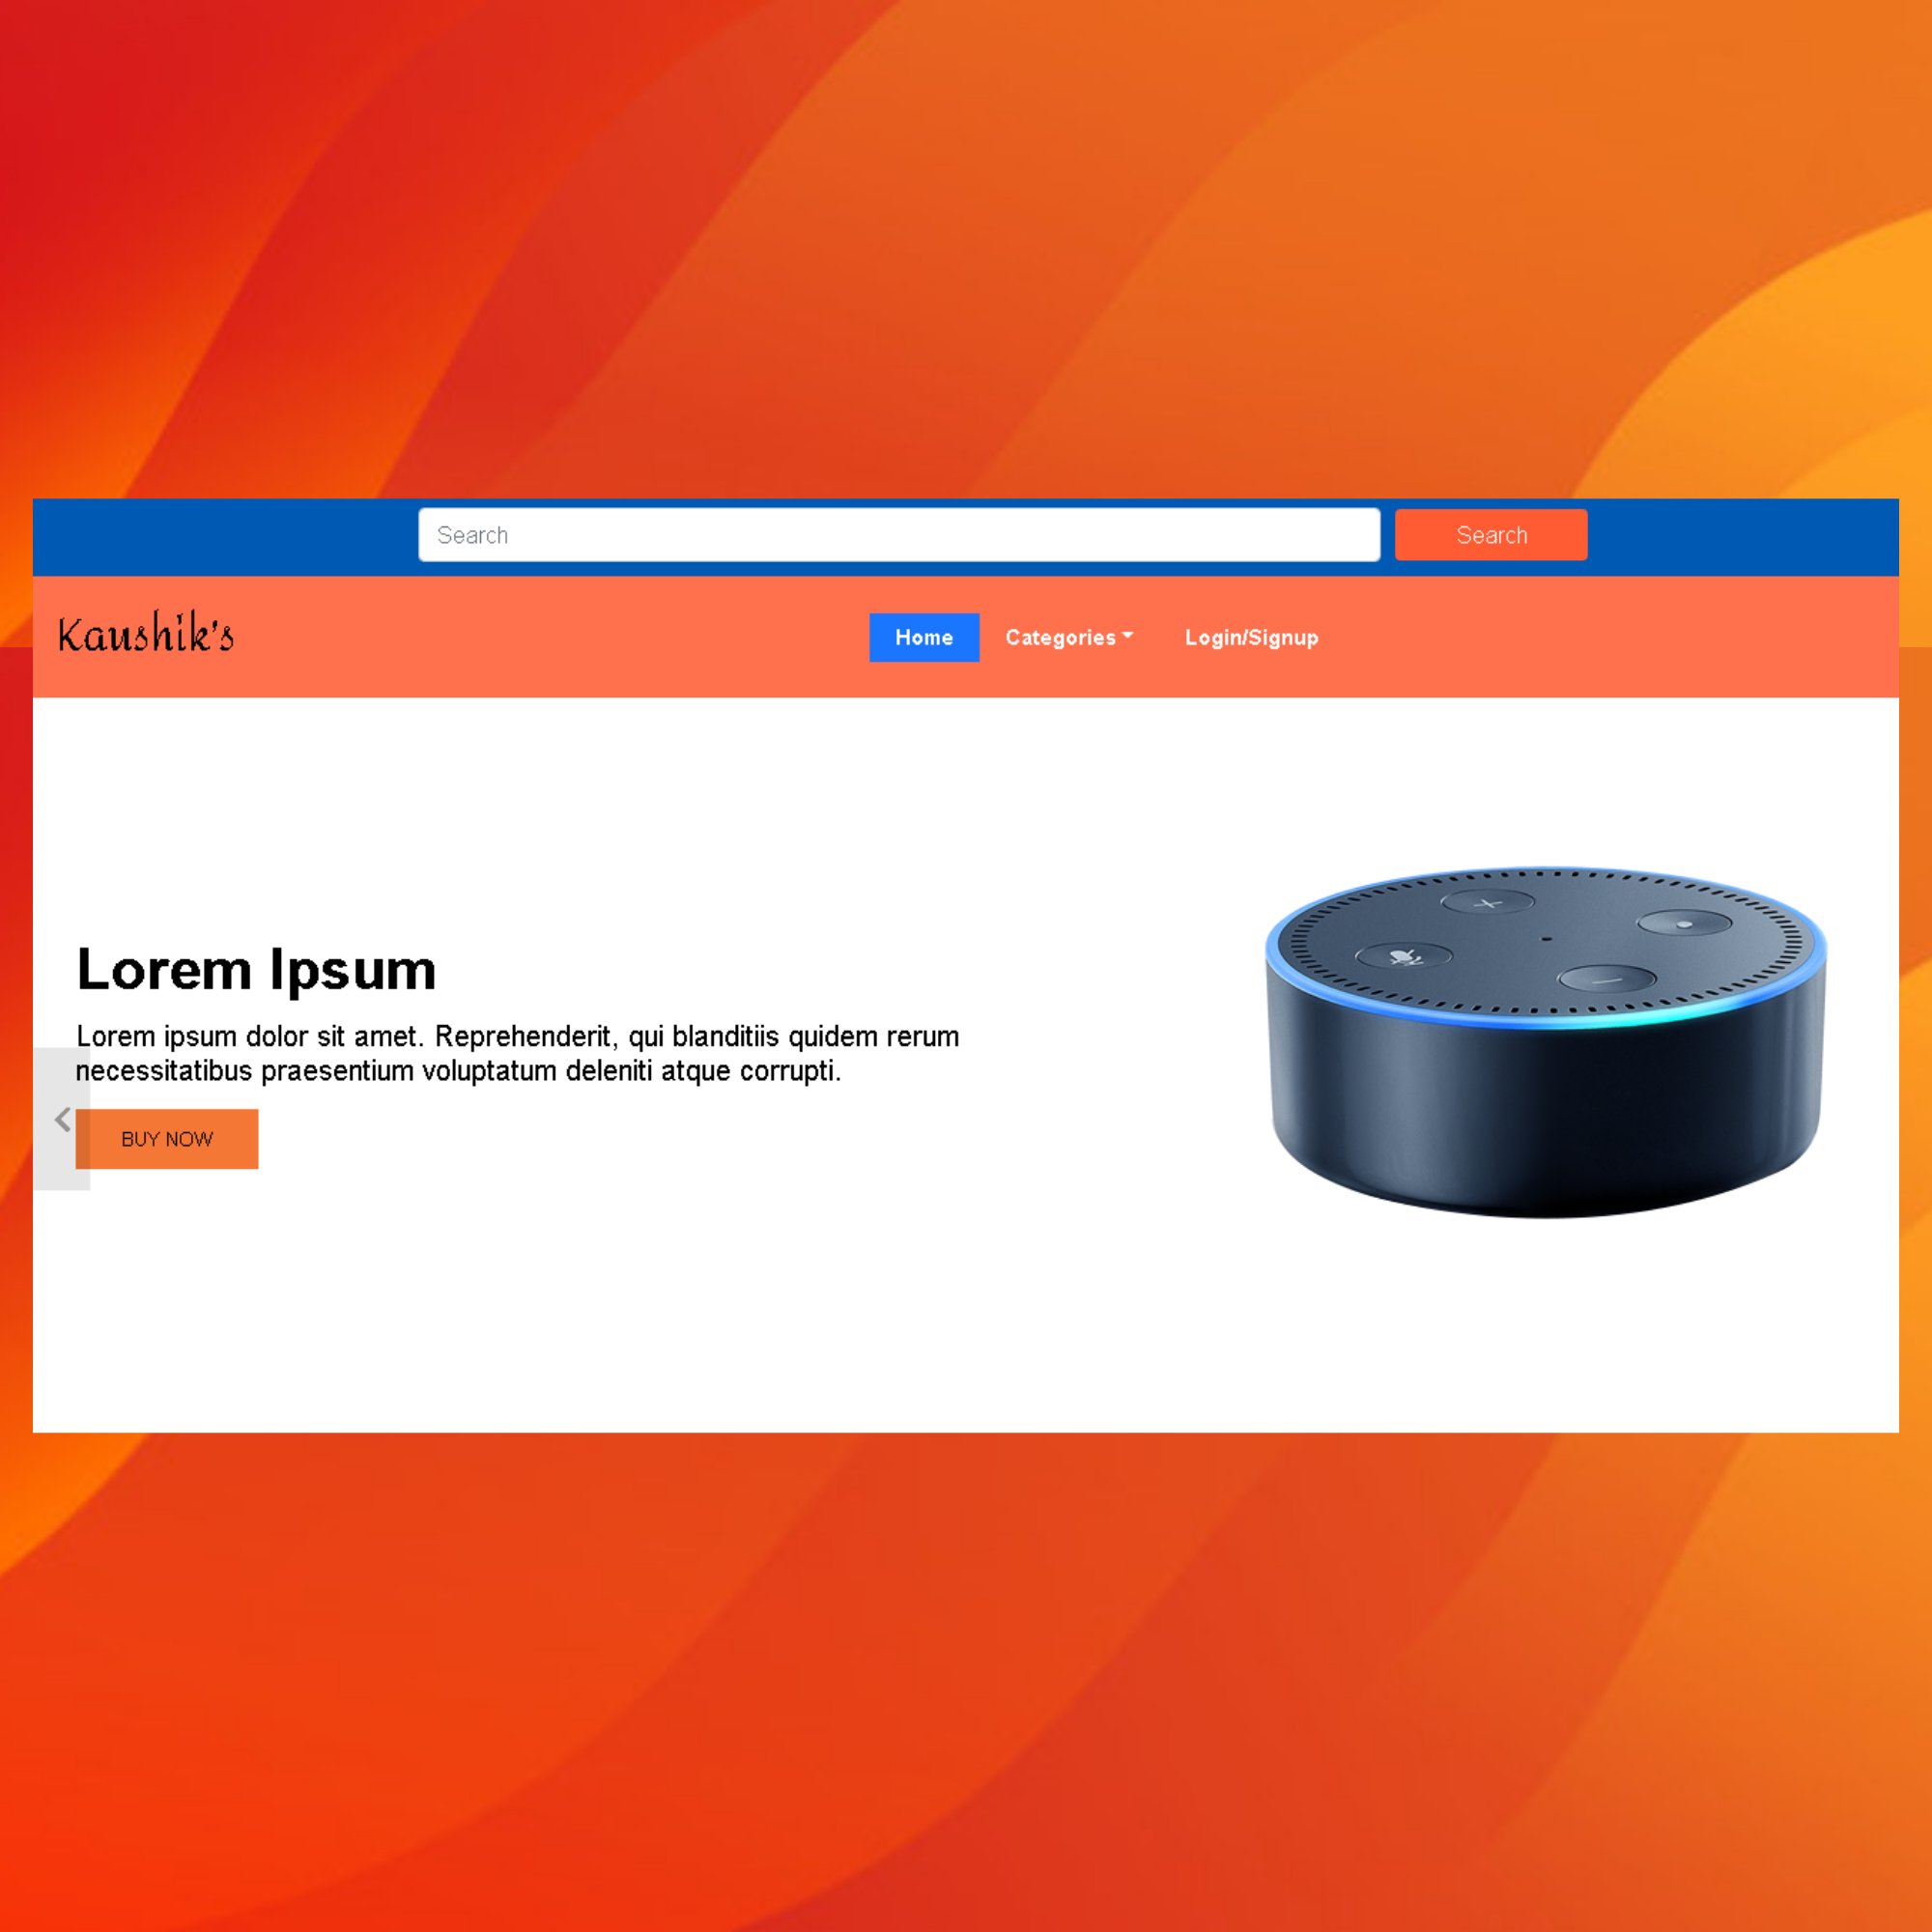 Search Search
Kaushik's Home Categories Login/Signup
Lorem Ipsum
Lorem ipsum dolor sit amet. Reprehenderit, qui blanditiis quidem rerum
necessitatibus praesentium voluptatum deleniti atque corrupti.
BUY NOW